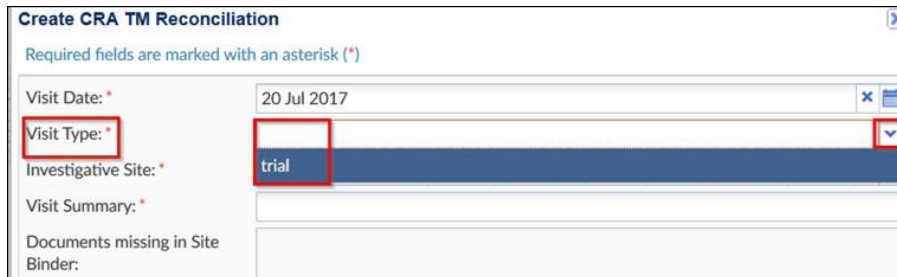 Create CRA TM Reconciliation
Required fields are marked with an asterisk (*)
Visit Date: * 20 Jul 2017
Visit Type: *
trial
Investigative Site: *
Visit Summary: *
Documents missing in Site
Binder: